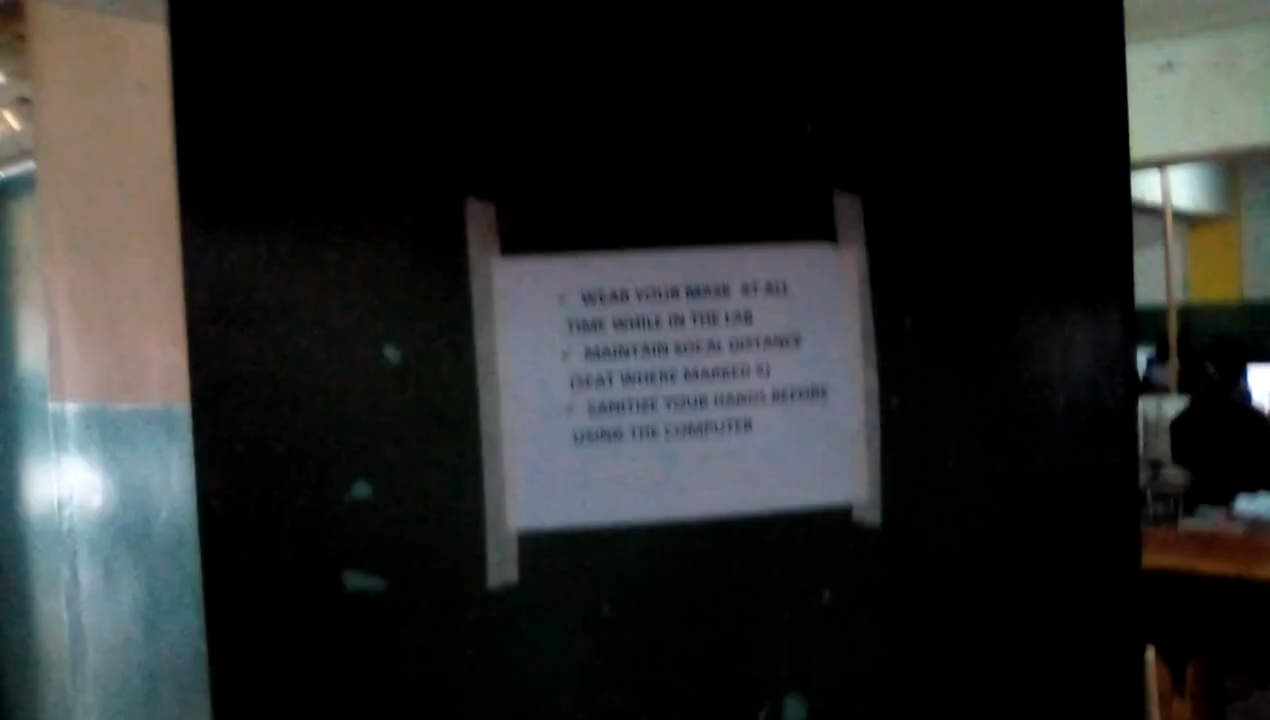 ✓ WEAR YOUR MASK AT ALL
TIME WHILE IN THE LAB
✓ MAINTAIN SOCAL DISTANCE
(SEAT WHERE MARKED X)
✓ SANITIZE YOUR HANDS BEFORE
USING THE COMPUTER